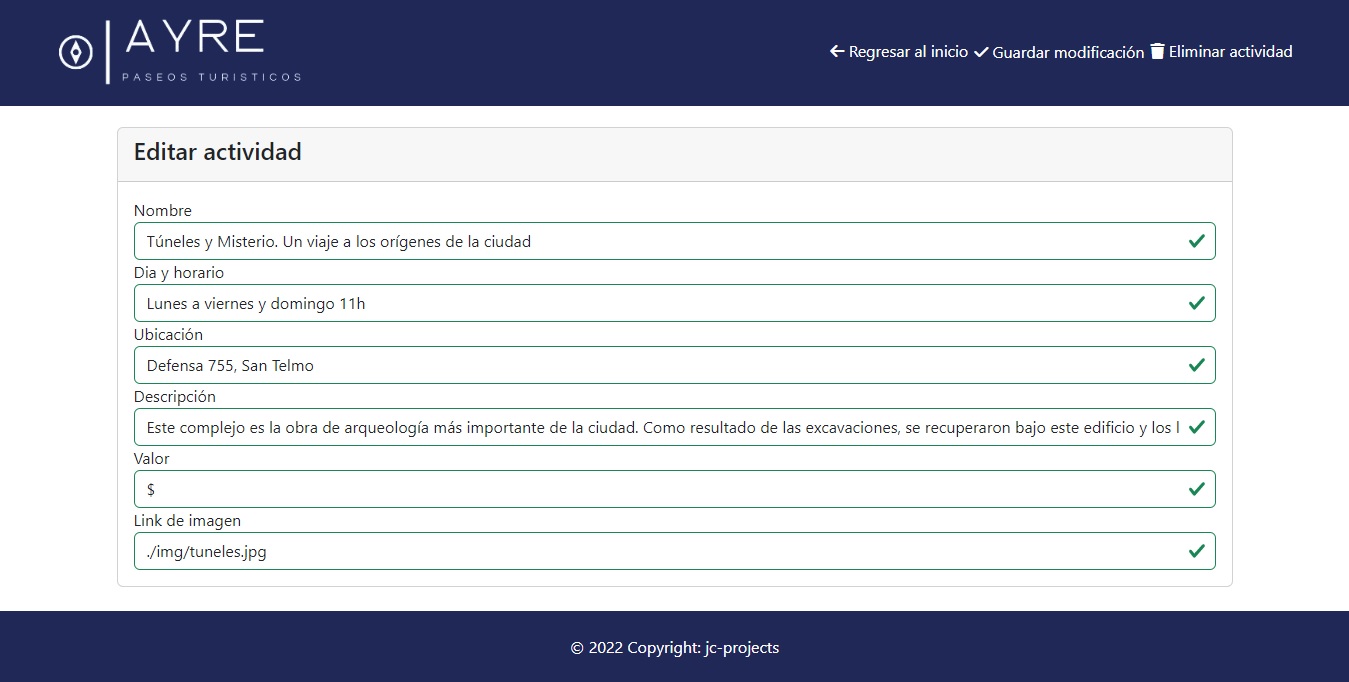 AYRE
PASEOS TURISTICOS
Regresar al inicio Guardar modificación Eliminar actividad
Editar actividad
Nombre
Túneles y Misterio. Un viaje a los orígenes de la ciudad
Dia y horario
Lunes a viernes y domingo 11h
Ubicación
Defensa 755, San Telmo
Descripción
Este complejo es la obra de arqueología más importante de la ciudad. Como resultado de las excavaciones, se recuperaron bajo este edificio y los l
Valor
$
Link de imagen
./img/tuneles.jpg
© 2022 Copyright: jc-projects